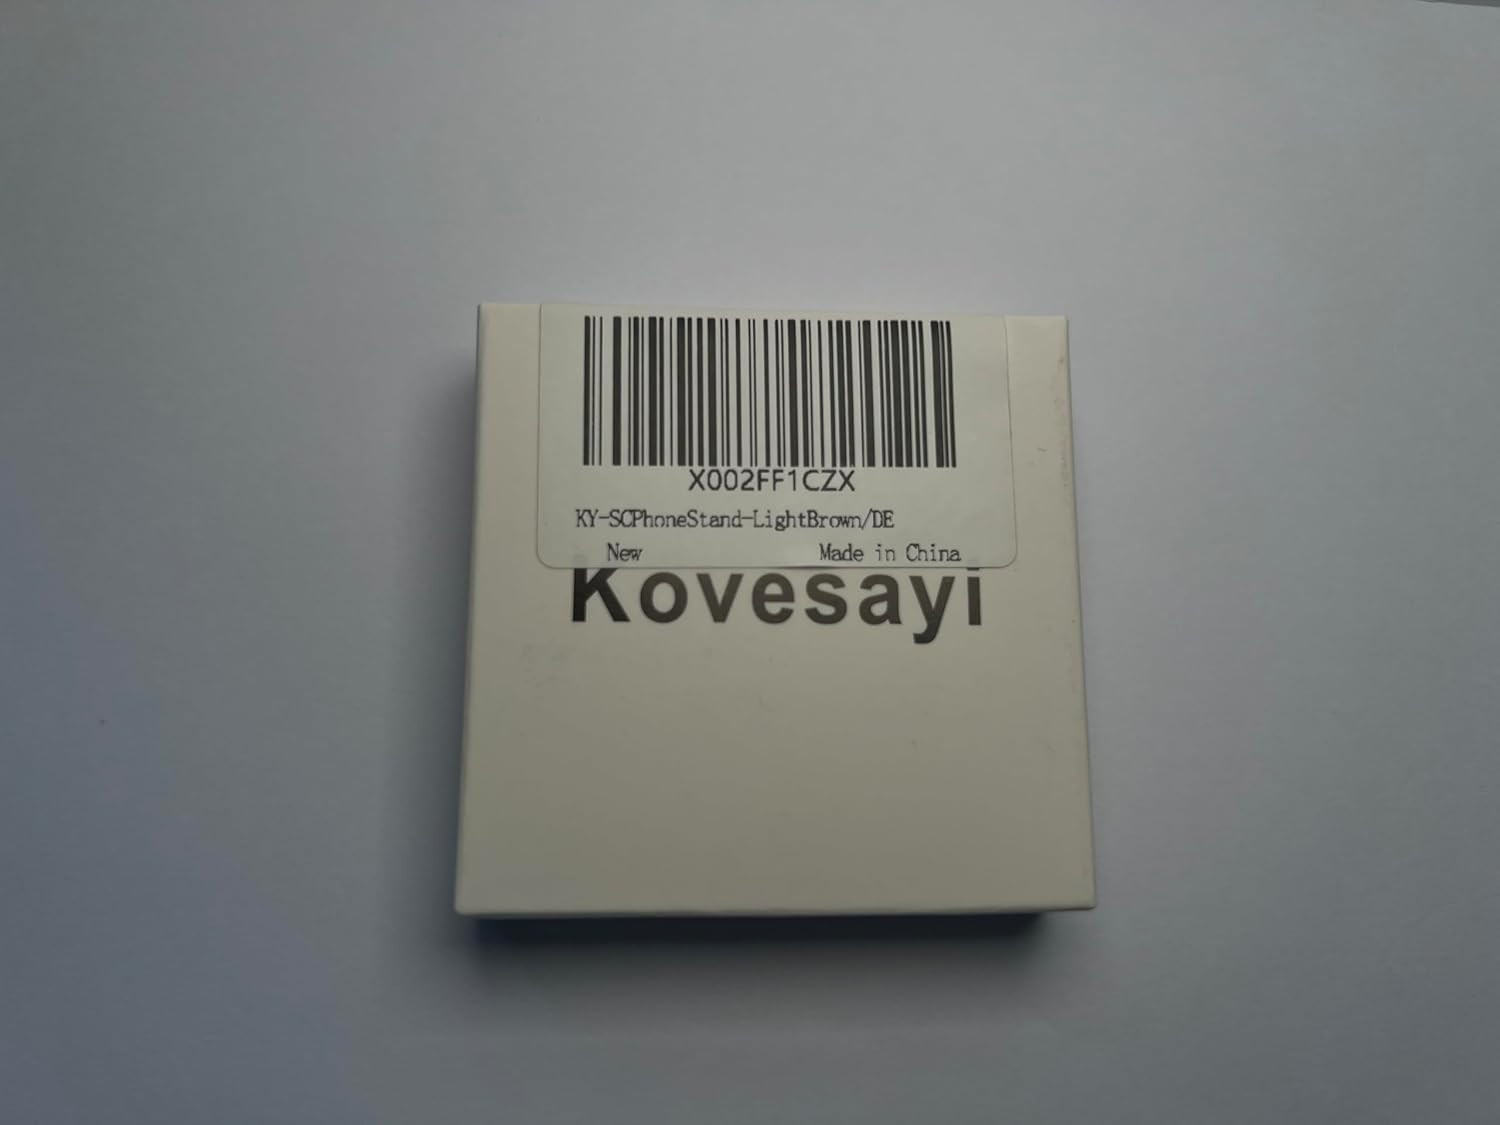 X002FF1CZX
KY-SCPhoneStand-LightBrown/DE
New Made in China
Kovesayi